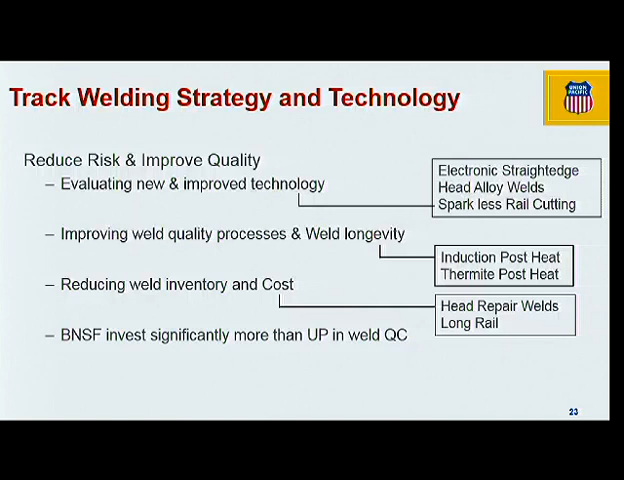 Track Welding Strategy and Technology
UNION
PACIFIC
Reduce Risk & Improve Quality
– Evaluating new & improved technology
Electronic Straightedge
Head Alloy Welds
Spark less Rail Cutting
– Improving weld quality processes & Weld longevity
Induction Post Heat
Thermite Post Heat
– Reducing weld inventory and Cost
Head Repair Welds
Long Rail
– BNSF invest significantly more than UP in weld QC
23